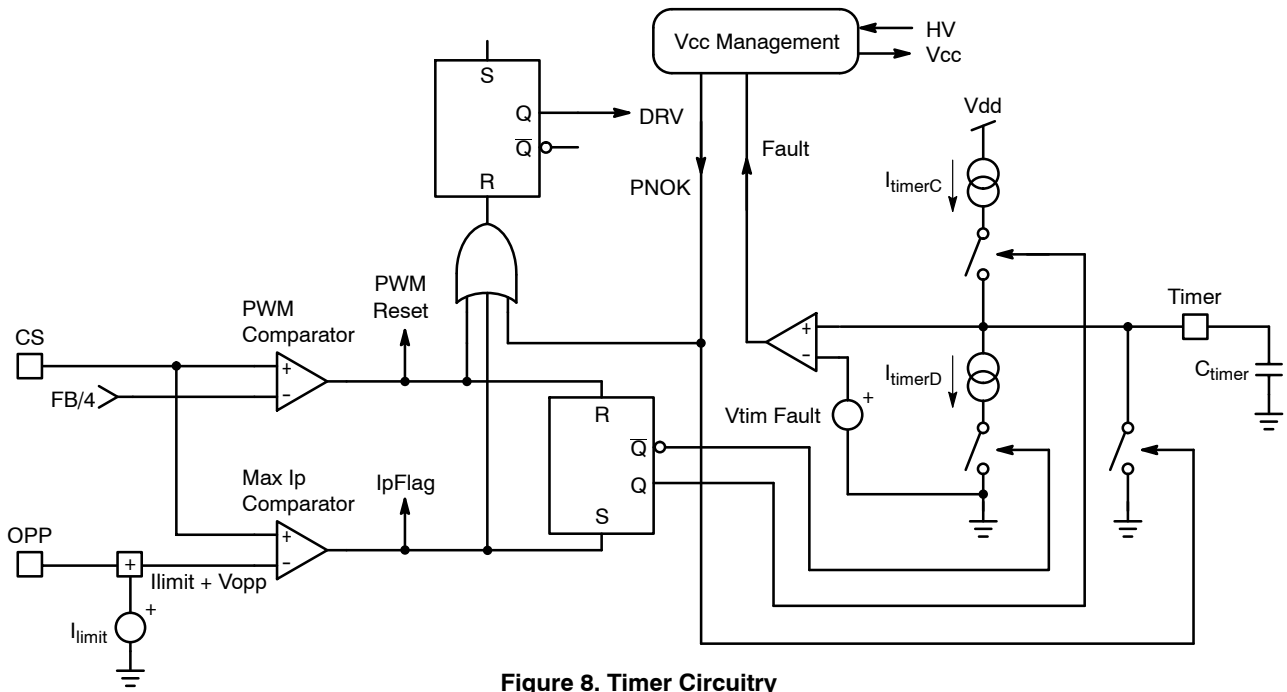 HV
Vcc Management
Vcc
S
Q
DRV
Q̅
R
PNOK
Fault
Vdd
ItimerC
PWM
Comparator
PWM
Reset
CS
+
−
FB/4
Timer
+
−
ItimerD
Ctimer
Vtim Fault
+
R
Q̅
Q
S
Max Ip
Comparator
IpFlag
OPP
+
−
+
Ilimit + Vopp
+
Ilimit
Figure 8. Timer Circuitry